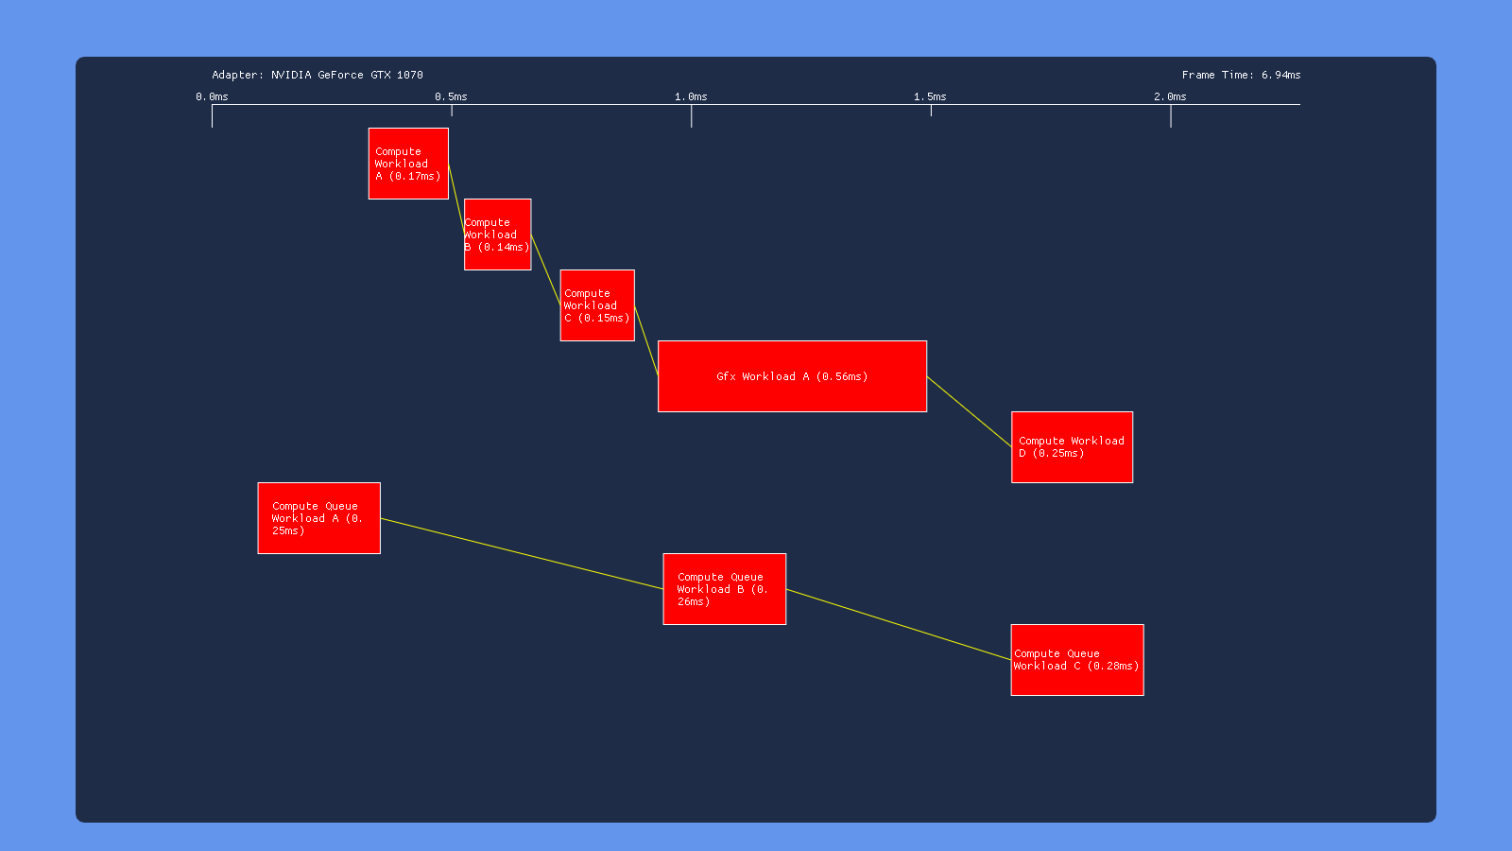 Adapter: NVIDIA GeForce GTX 1070
Frame Time: 6.94ms
0.0ms
0.5ms
1.0ms
1.5ms
2.0ms
Compute
Workload
A (0.17ms)
Compute
Workload
B (0.14ms)
Compute
Workload
C (0.15ms)
Gfx Workload A (0.56ms)
Compute Workload
D (0.25ms)
Compute Queue
Workload A (0.
25ms)
Compute Queue
Workload B (0.
26ms)
Compute Queue
Workload C (0.28ms)